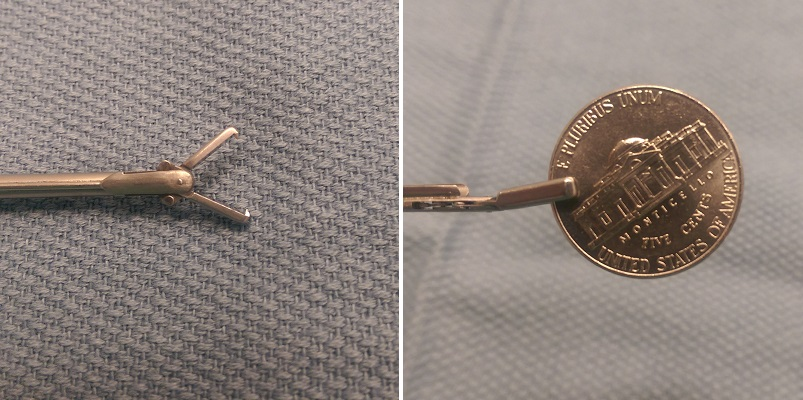 E PLURIBUS UNUM
MONTICELLO
FIVE CENTS
UNITED STATES OF AMERICA